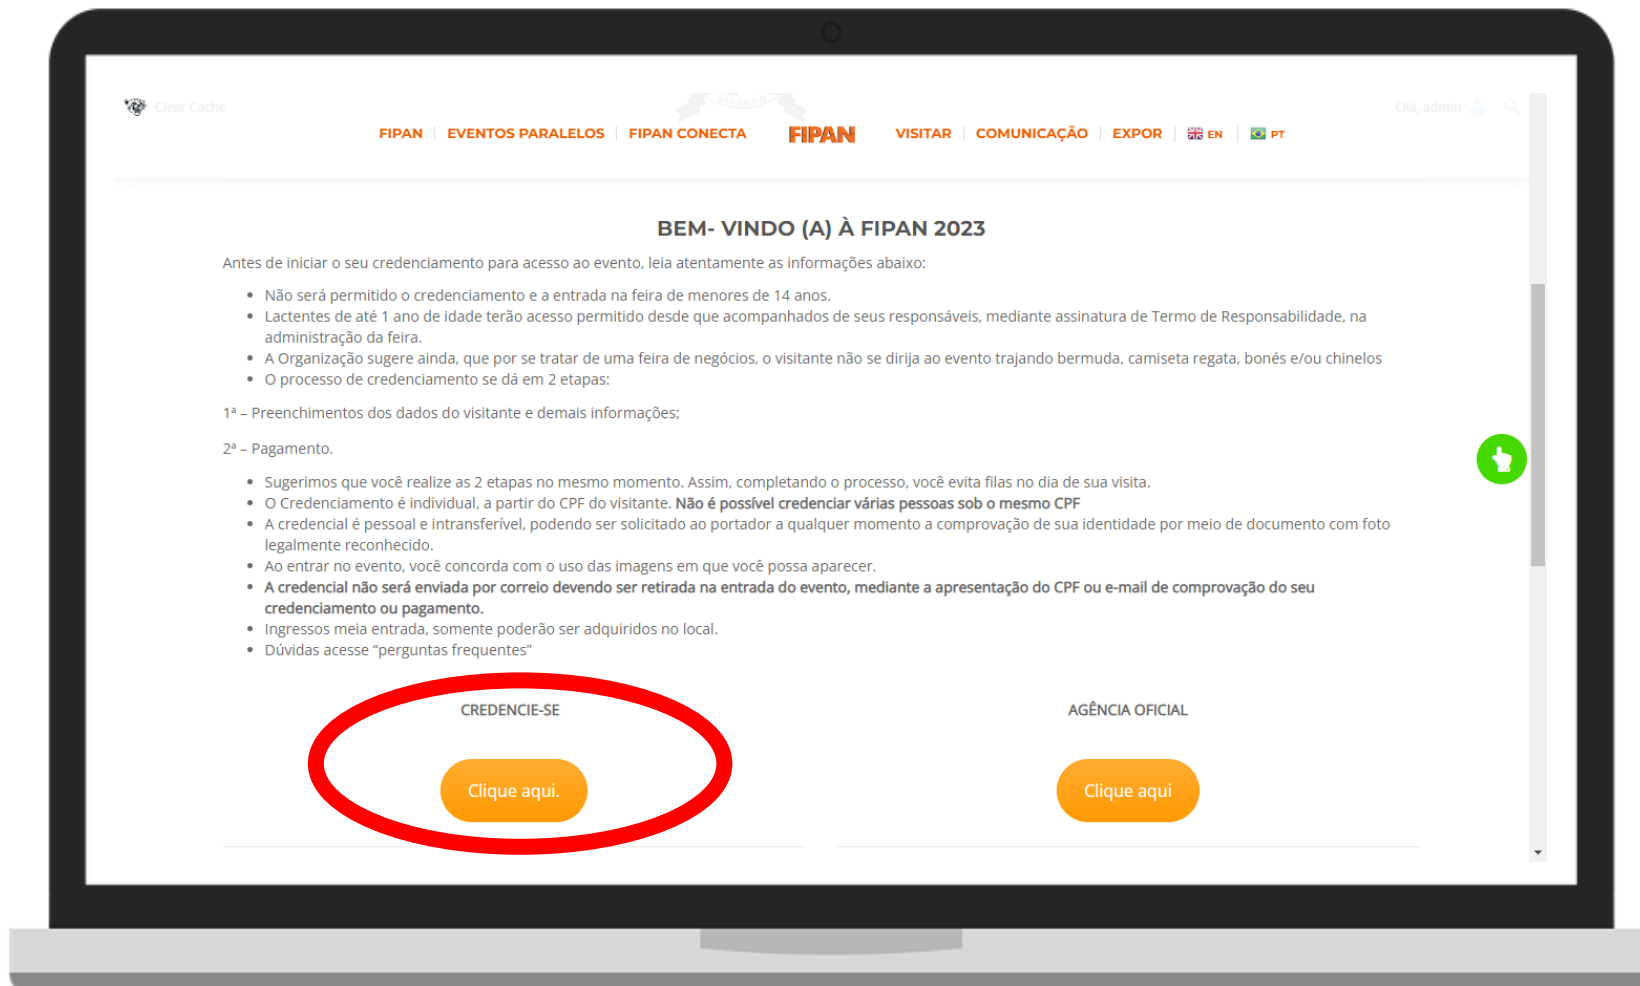 SÃO PAULO
Clear Cache
Olá, admin
FIPAN
EVENTOS PARALELOS
FIPAN CONECTA
FIPAN
VISITAR
COMUNICAÇÃO
EXPOR
EN
PT
BEM- VINDO (A) À FIPAN 2023
Antes de iniciar o seu credenciamento para acesso ao evento, leia atentamente as informações abaixo:
• Não será permitido o credenciamento e a entrada na feira de menores de 14 anos.
• Lactentes de até 1 ano de idade terão acesso permitido desde que acompanhados de seus responsáveis, mediante assinatura de Termo de Responsabilidade, na
administração da feira.
• A Organização sugere ainda, que por se tratar de uma feira de negócios, o visitante não se dirija ao evento trajando bermuda, camiseta regata, bonés e/ou chinelos
• O processo de credenciamento se dá em 2 etapas:
1ª – Preenchimentos dos dados do visitante e demais informações;
2ª – Pagamento.
• Sugerimos que você realize as 2 etapas no mesmo momento. Assim, completando o processo, você evita filas no dia de sua visita.
• O Credenciamento é individual, a partir do CPF do visitante. Não é possível credenciar várias pessoas sob o mesmo CPF
• A credencial é pessoal e intransferível, podendo ser solicitado ao portador a qualquer momento a comprovação de sua identidade por meio de documento com foto
legalmente reconhecido.
• Ao entrar no evento, você concorda com o uso das imagens em que você possa aparecer.
• A credencial não será enviada por correio devendo ser retirada na entrada do evento, mediante a apresentação do CPF ou e-mail de comprovação do seu
credenciamento ou pagamento.
• Ingressos meia entrada, somente poderão ser adquiridos no local.
• Dúvidas acesse “perguntas frequentes”
CREDENCIE-SE
Clique aqui.
AGÊNCIA OFICIAL
Clique aqui